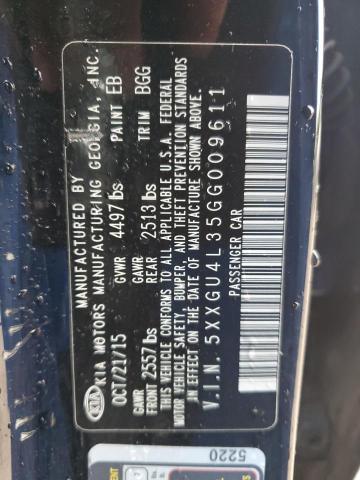 MANUFACTURED BY
KIA MOTORS MANUFACTURING GEORGIA, INC.
KIA
OCT/21/15 GVWR 4497 lbs PAINT EB
GAWR GAWR
FRONT 2557 lbs REAR 2513 lbs TRIM BGG
THIS VEHICLE CONFORMS TO ALL APPLICABLE U.S.A. FEDERAL
MOTOR VEHICLE SAFETY, BUMPER, AND THEFT PREVENTION STANDARDS
IN EFFECT ON THE DATE OF MANUFACTURE SHOWN ABOVE.
V.I.N. 5XXGU4L35GG009611
PASSENGER CAR
5220